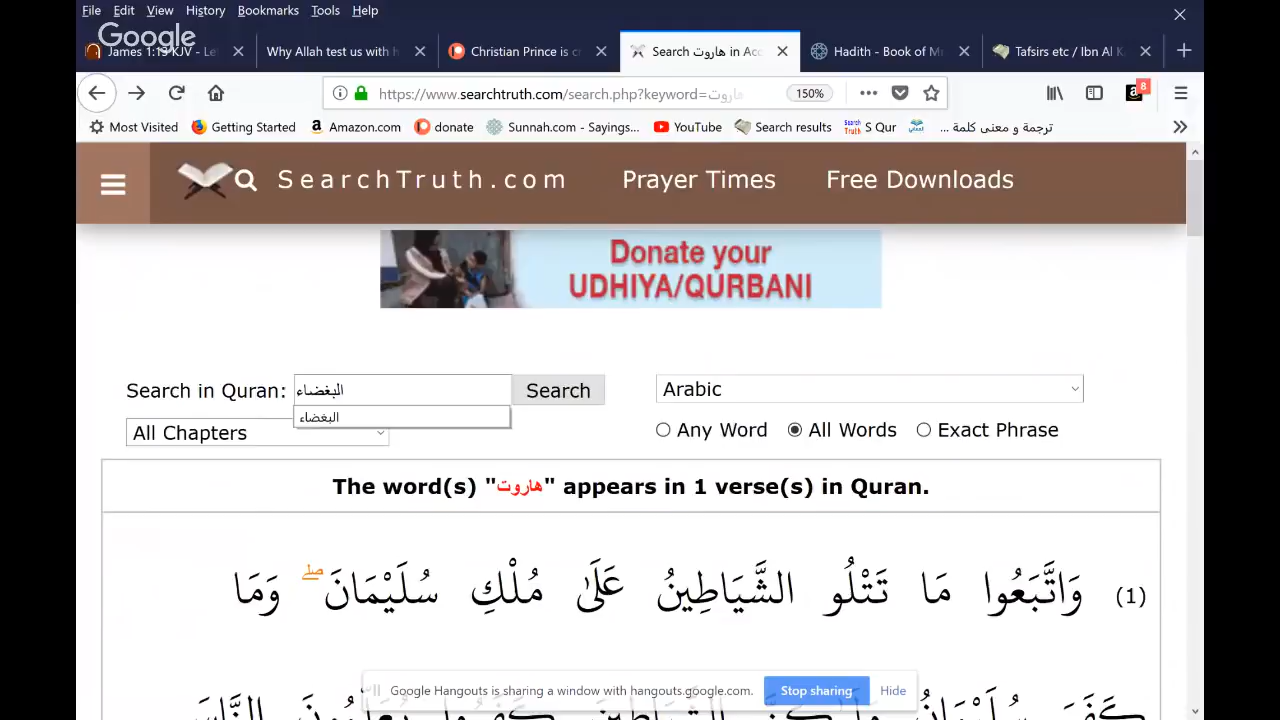 File Edit View History Bookmarks Tools Help
Google
James 1:13 KJV - Le
Why Allah test us with h
Christian Prince is c
Search هاروت in Acc
Hadith - Book of M
Tafsirs etc / Ibn Al K
https://www.searchtruth.com/search.php?keyword=هاروت 150% 8
Most Visited Getting Started Amazon.com donate Sunnah.com - Sayings... YouTube Search results S Qur ترجمة و معنى كلمة ...
SearchTruth.com Prayer Times Free Downloads
Donate your
UDHIYA/QURBANI
Search in Quran: البغضاء Search Arabic
البغضاء
All Chapters Any Word All Words Exact Phrase
The word(s) "هاروت" appears in 1 verse(s) in Quran.
(1) وَاتَّبَعُوا مَا تَتْلُو الشَّيَاطِينُ عَلَىٰ مُلْكِ سُلَيْمَانَ ۖ وَمَا
Google Hangouts is sharing a window with hangouts.google.com. Stop sharing Hide